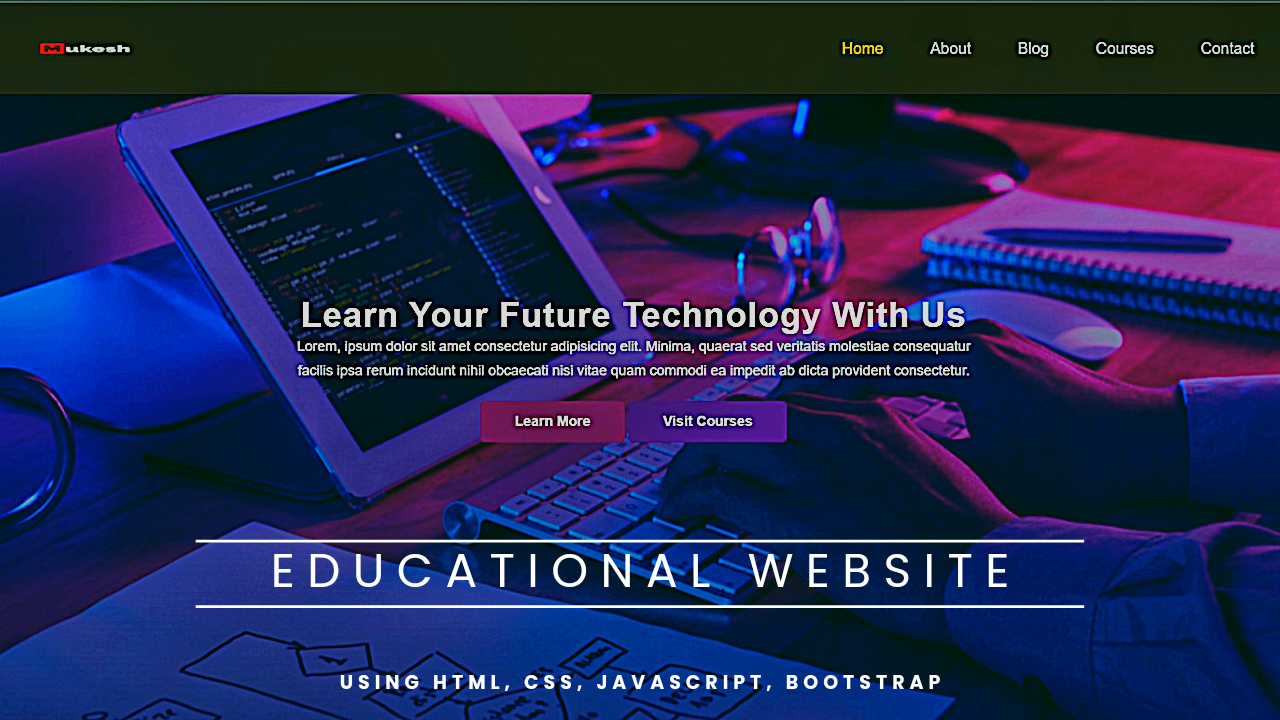 Mukesh
Home About Blog Courses Contact
Learn Your Future Technology With Us
Lorem, ipsum dolor sit amet consectetur adipisicing elit. Minima, quaerat sed veritatis molestiae consequatur
facilis ipsa rerum incidunt nihil obcaecati nisi vitae quam commodi ea impedit ab dicta provident consectetur.
Learn More Visit Courses
EDUCATIONAL WEBSITE
USING HTML, CSS, JAVASCRIPT, BOOTSTRAP